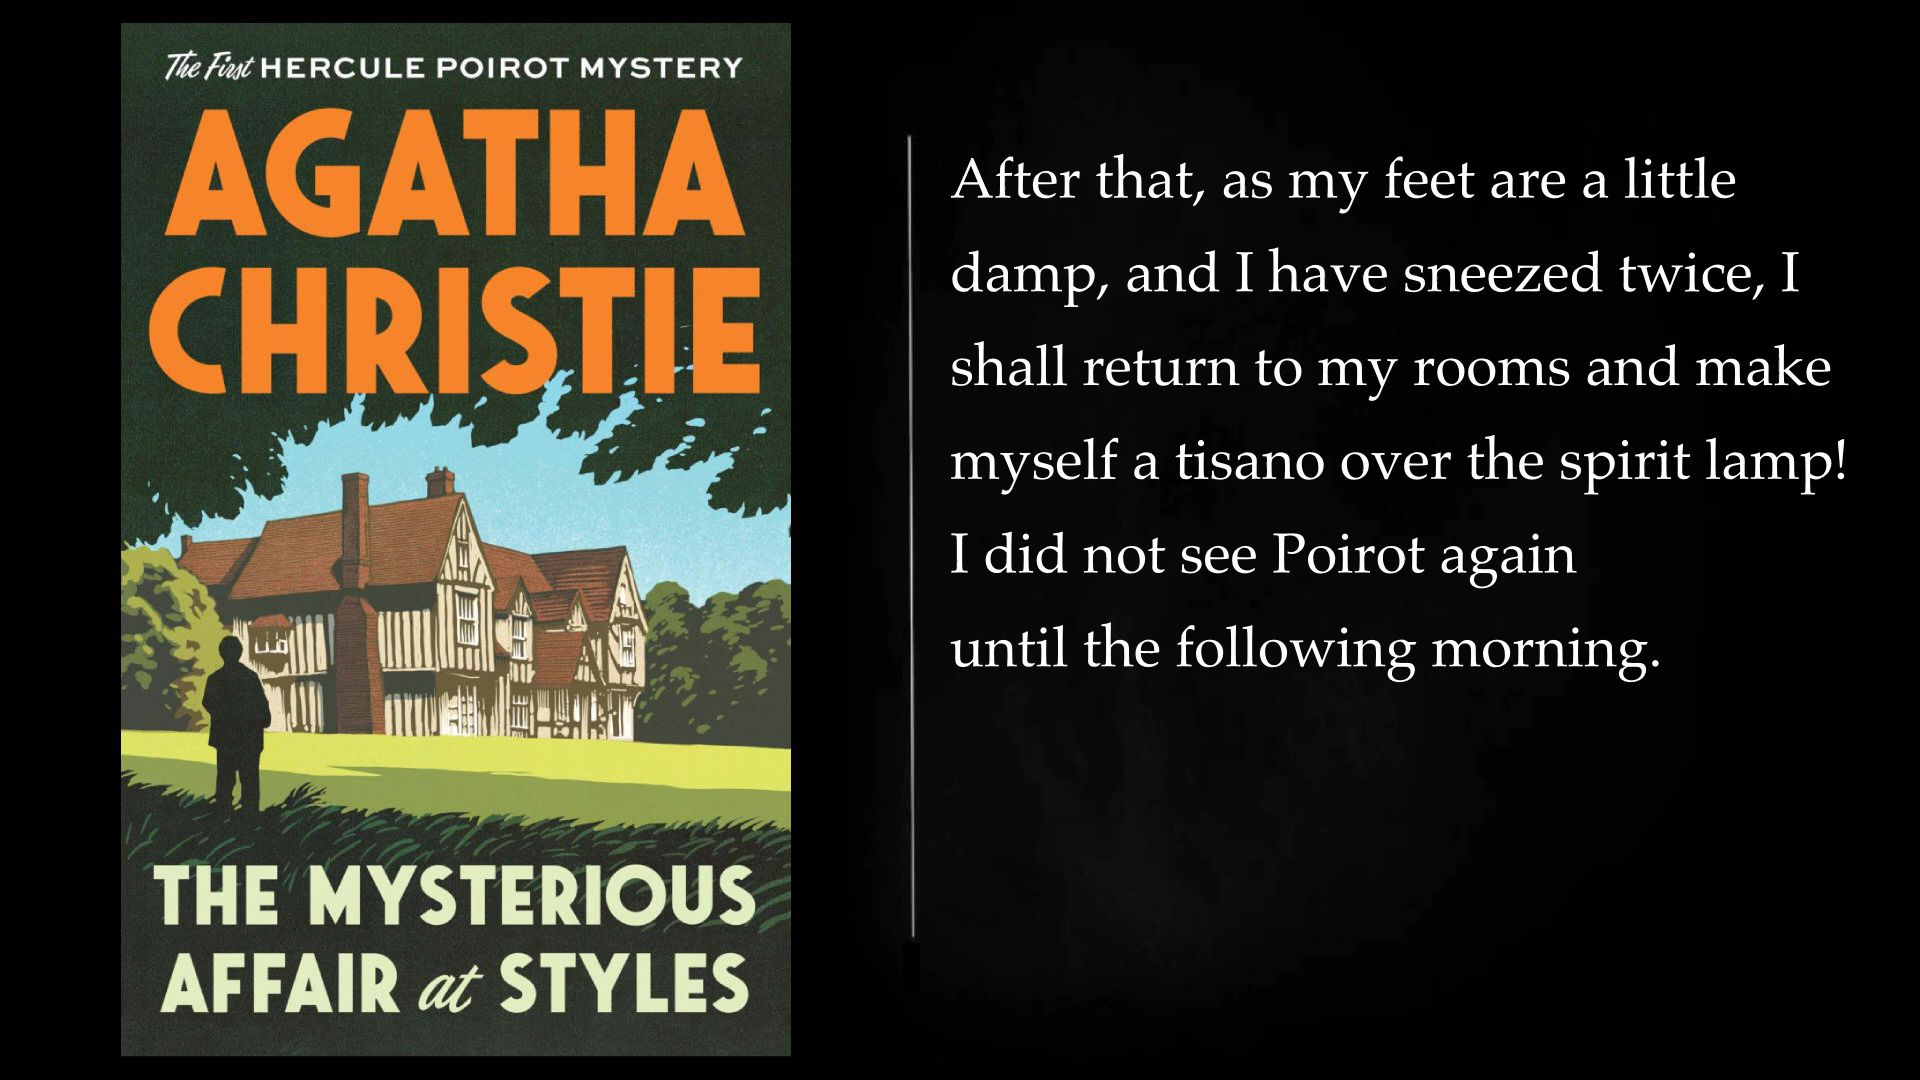 The First HERCULE POIROT MYSTERY
AGATHA
CHRISTIE
THE MYSTERIOUS
AFFAIR at STYLES
After that, as my feet are a little
damp, and I have sneezed twice, I
shall return to my rooms and make
myself a tisano over the spirit lamp!
I did not see Poirot again
until the following morning.